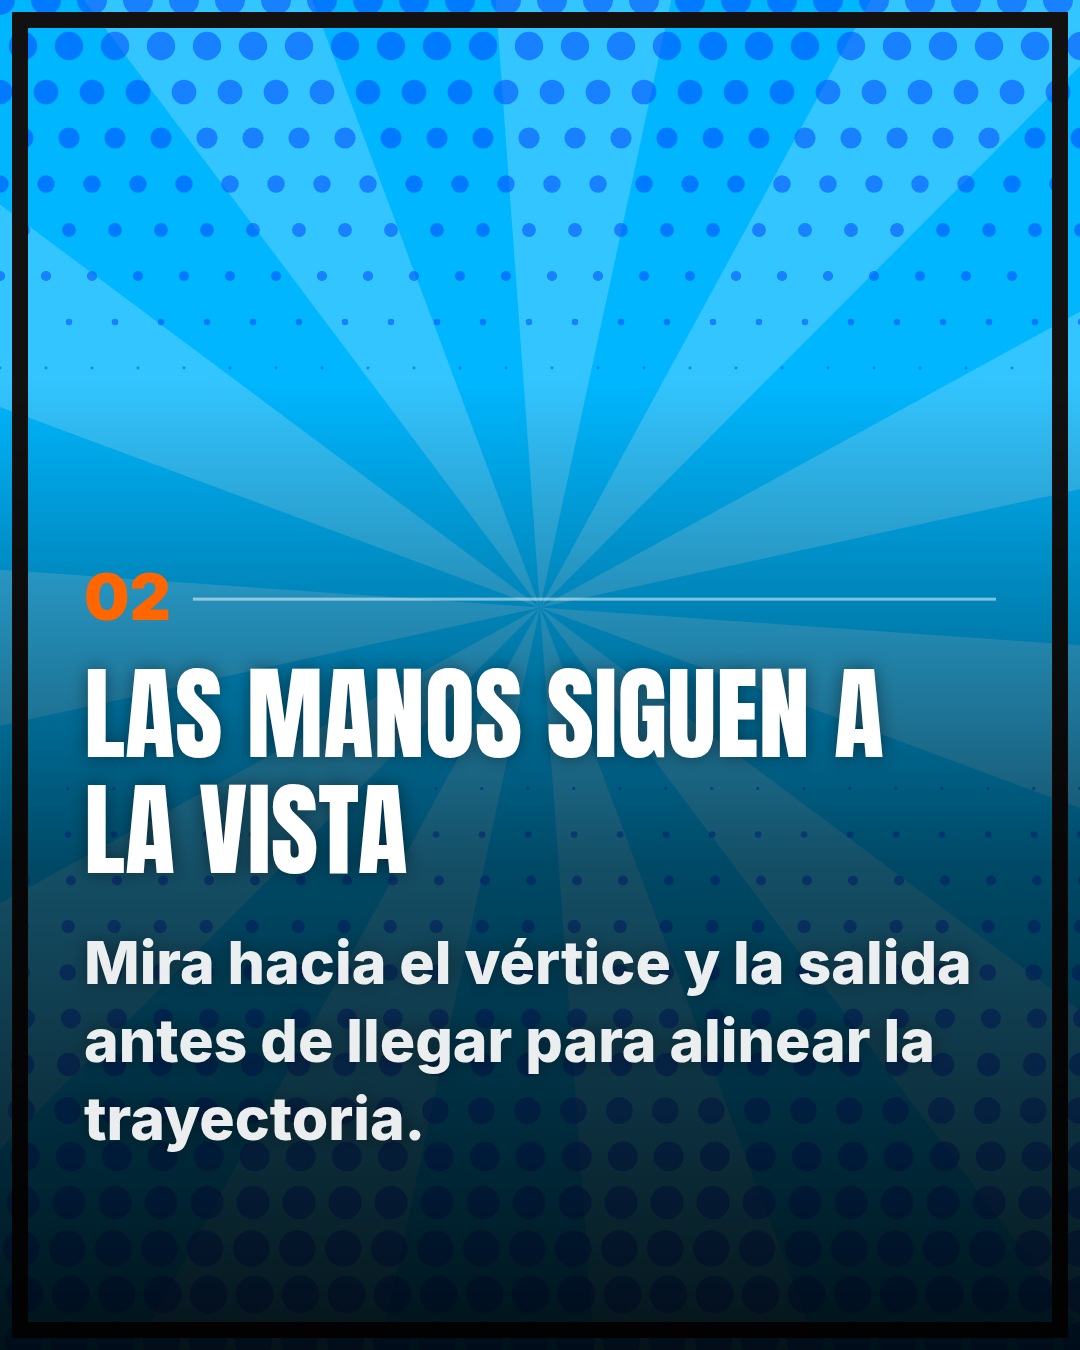 02
LAS MANOS SIGUEN A
LA VISTA
Mira hacia el vértice y la salida
antes de llegar para alinear la
trayectoria.